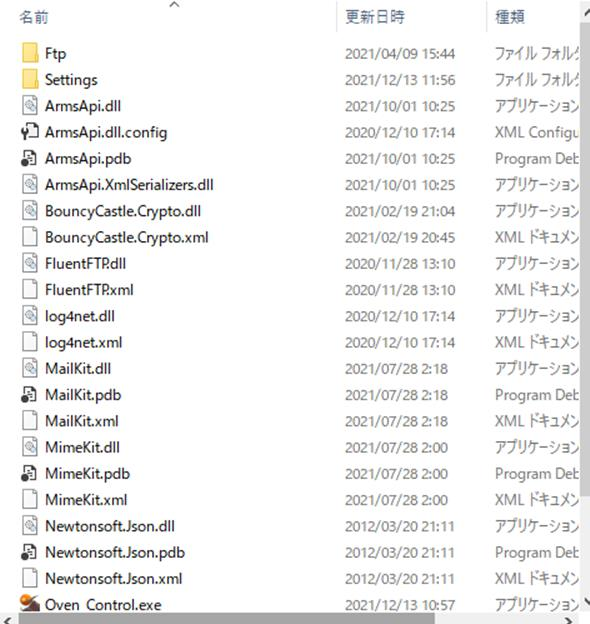 名前 更新日時 種類
Ftp 2021/04/09 15:44 ファイル フォル
Settings 2021/12/13 11:56 ファイル フォル
ArmsApi.dll 2021/10/01 10:25 アプリケーション
ArmsApi.dll.config 2020/12/10 17:14 XML Configu
ArmsApi.pdb 2021/10/01 10:25 Program Deb
ArmsApi.XmlSerializers.dll 2021/10/01 10:25 アプリケーション
BouncyCastle.Crypto.dll 2021/02/19 21:04 アプリケーション
BouncyCastle.Crypto.xml 2021/02/19 20:45 XML ドキュメン
FluentFTP.dll 2020/11/28 13:10 アプリケーション
FluentFTP.xml 2020/11/28 13:10 XML ドキュメン
log4net.dll 2020/12/10 17:14 アプリケーション
log4net.xml 2020/12/10 17:14 XML ドキュメン
MailKit.dll 2021/07/28 2:18 アプリケーション
MailKit.pdb 2021/07/28 2:18 Program Deb
MailKit.xml 2021/07/28 2:18 XML ドキュメン
MimeKit.dll 2021/07/28 2:00 アプリケーション
MimeKit.pdb 2021/07/28 2:00 Program Deb
MimeKit.xml 2021/07/28 2:00 XML ドキュメン
Newtonsoft.Json.dll 2012/03/20 21:11 アプリケーション
Newtonsoft.Json.pdb 2012/03/20 21:11 Program Deb
Newtonsoft.Json.xml 2012/03/20 21:11 XML ドキュメン
Oven_Control.exe 2021/12/13 10:57 アプリケーション